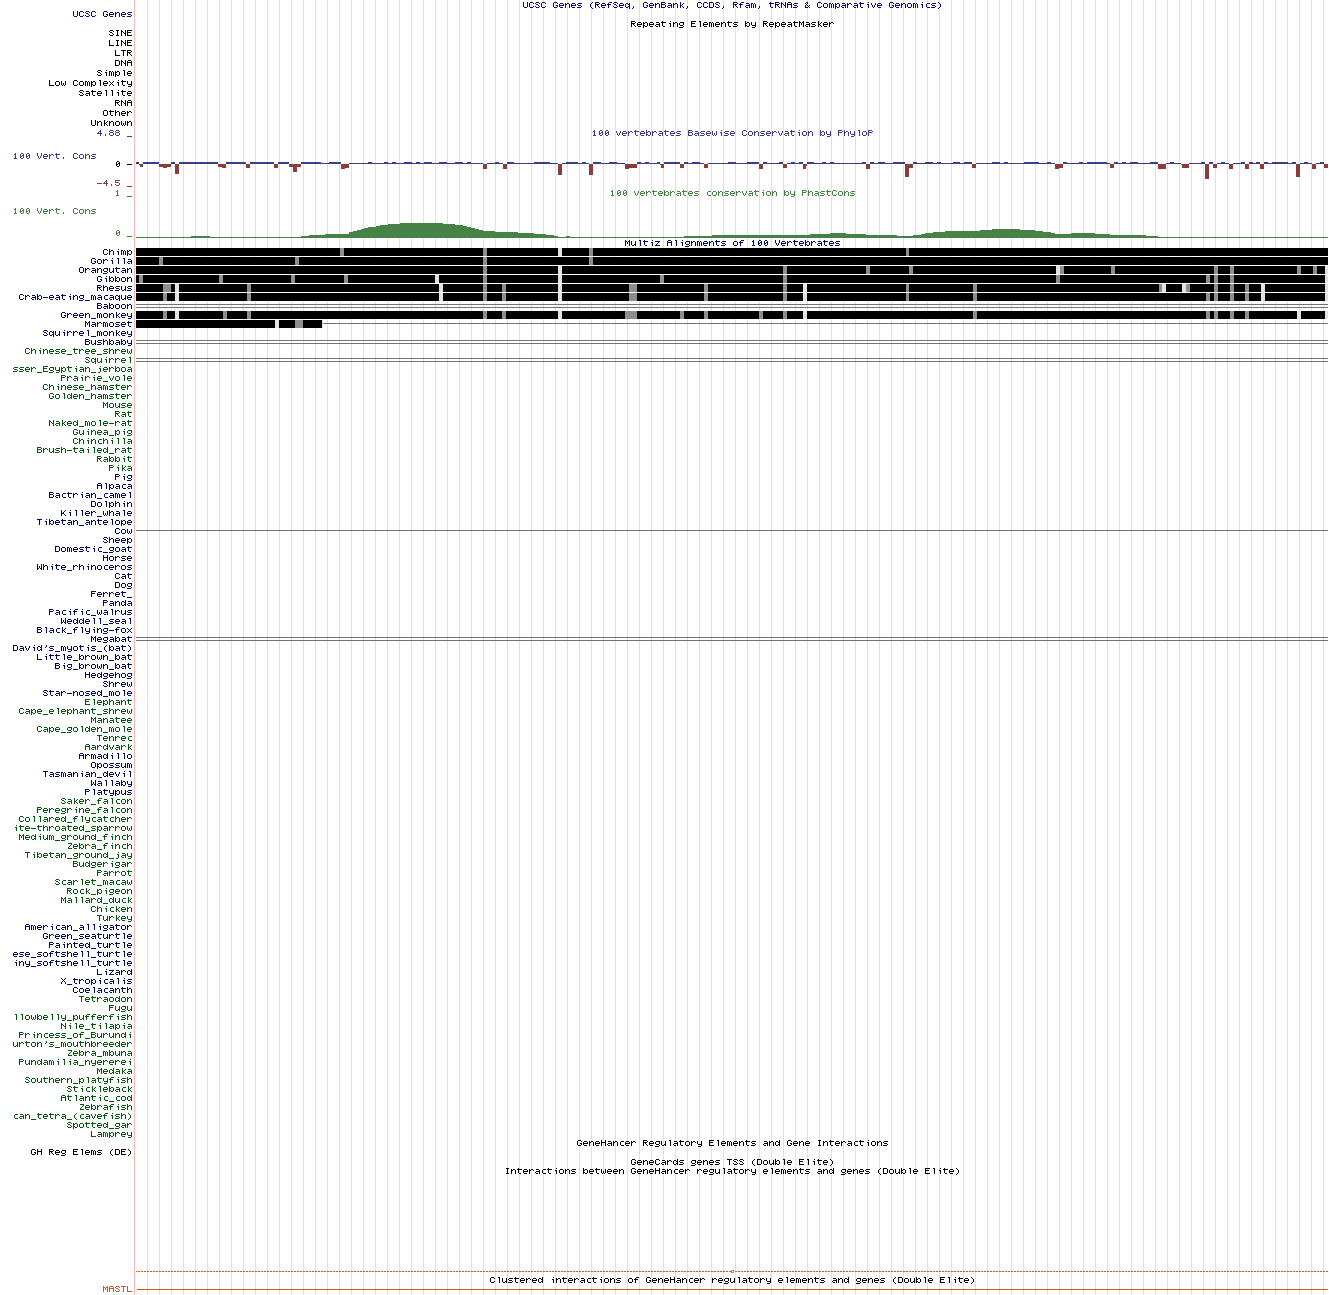 UCSC Genes (RefSeq, GenBank, CCDS, Rfam, tRNAs & Comparative Genomics)
UCSC Genes
Repeating Elements by RepeatMasker
SINE
LINE
LTR
DNA
Simple
Low Complexity
Satellite
RNA
Other
Unknown
4.88 _
100 vertebrates Basewise Conservation by PhyloP
100 Vert. Cons
0 –
-4.5 _
1 _
100 vertebrates conservation by PhastCons
100 Vert. Cons
0 _
Multiz Alignments of 100 Vertebrates
Chimp
Gorilla
Orangutan
Gibbon
Rhesus
Crab-eating_macaque
Baboon
Green_monkey
Marmoset
Squirrel_monkey
Bushbaby
Chinese_tree_shrew
Squirrel
sser_Egyptian_jerboa
Prairie_vole
Chinese_hamster
Golden_hamster
Mouse
Rat
Naked_mole-rat
Guinea_pig
Chinchilla
Brush-tailed_rat
Rabbit
Pika
Pig
Alpaca
Bactrian_camel
Dolphin
Killer_whale
Tibetan_antelope
Cow
Sheep
Domestic_goat
Horse
White_rhinoceros
Cat
Dog
Ferret_
Panda
Pacific_walrus
Weddell_seal
Black_flying-fox
Megabat
David's_myotis_(bat)
Little_brown_bat
Big_brown_bat
Hedgehog
Shrew
Star-nosed_mole
Elephant
Cape_elephant_shrew
Manatee
Cape_golden_mole
Tenrec
Aardvark
Armadillo
Opossum
Tasmanian_devil
Wallaby
Platypus
Saker_falcon
Peregrine_falcon
Collared_flycatcher
ite-throated_sparrow
Medium_ground_finch
Zebra_finch
Tibetan_ground_jay
Budgerigar
Parrot
Scarlet_macaw
Rock_pigeon
Mallard_duck
Chicken
Turkey
American_alligator
Green_seaturtle
Painted_turtle
ese_softshell_turtle
iny_softshell_turtle
Lizard
X_tropicalis
Coelacanth
Tetraodon
Fugu
llowbelly_pufferfish
Nile_tilapia
Princess_of_Burundi
urton's_mouthbreeder
Zebra_mbuna
Pundamilia_nyererei
Medaka
Southern_platyfish
Stickleback
Atlantic_cod
Zebrafish
can_tetra_(cavefish)
Spotted_gar
Lamprey
GeneHancer Regulatory Elements and Gene Interactions
GH Reg Elems (DE)
GeneCards genes TSS (Double Elite)
Interactions between GeneHancer regulatory elements and genes (Double Elite)
Clustered interactions of GeneHancer regulatory elements and genes (Double Elite)
MASTL